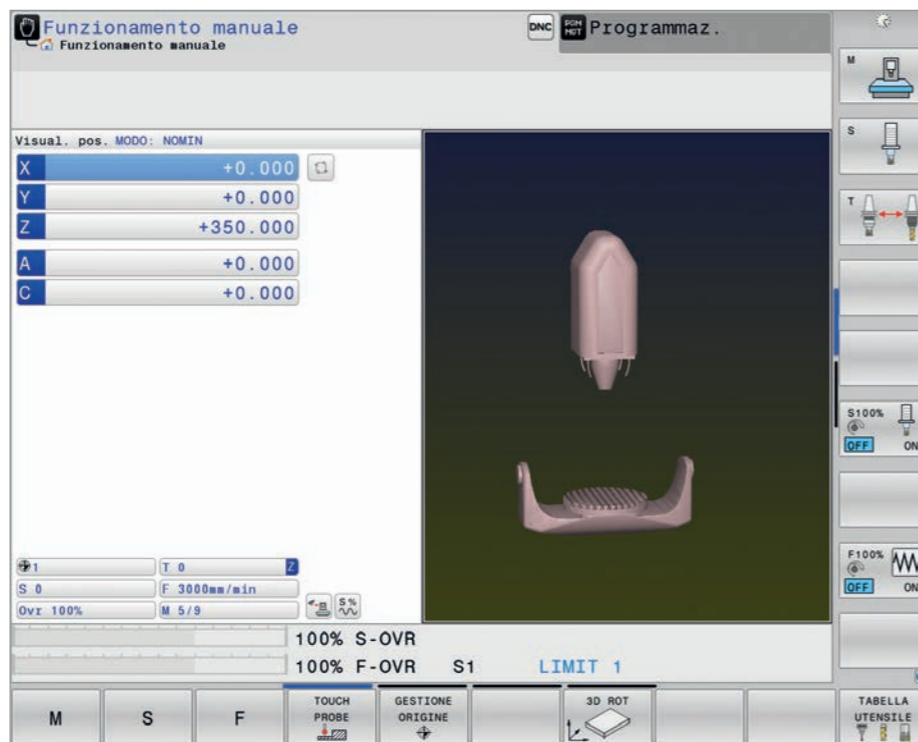 Funzionamento manuale
Funzionamento manuale
DNC
PGM MGT
Programmaz.
Visual. pos. MODO: NOMIN
X +0.000
Y +0.000
Z +350.000
A +0.000
C +0.000
1 T 0 Z
S 0 F 3000mm/min
Ovr 100% M 5/9
S %
100% S-OVR
100% F-OVR S1 LIMIT 1
M
S
T
S100%
OFF ON
F100%
OFF ON
M
S
F
TOUCH
PROBE
GESTIONE
ORIGINE
3D ROT
TABELLA
UTENSILE